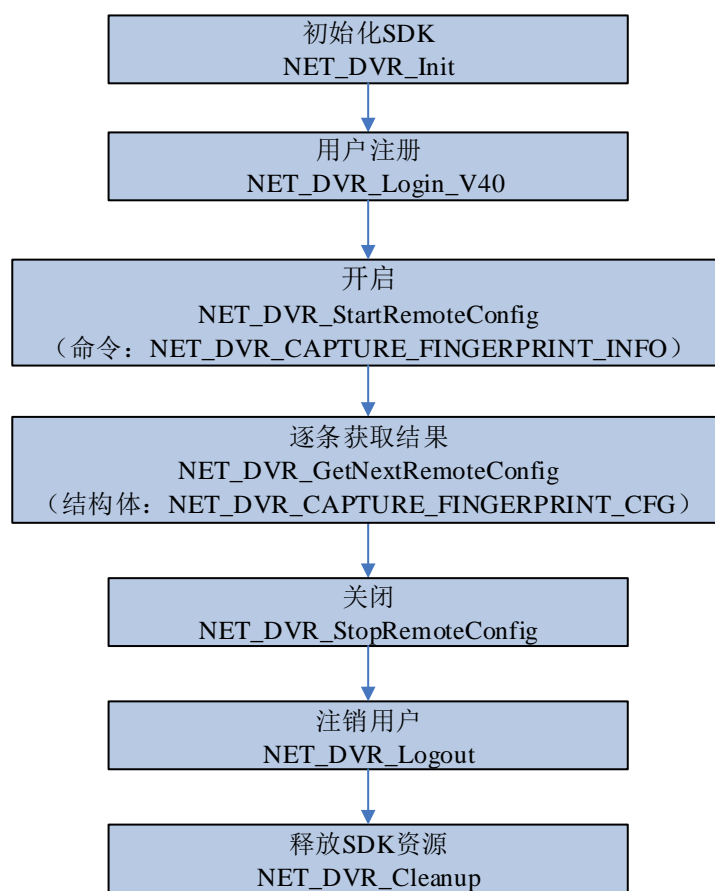 初始化SDK
NET_DVR_Init
用户注册
NET_DVR_Login_V40
开启
NET_DVR_StartRemoteConfig
（命令：NET_DVR_CAPTURE_FINGERPRINT_INFO）
逐条获取结果
NET_DVR_GetNextRemoteConfig
（结构体：NET_DVR_CAPTURE_FINGERPRINT_CFG）
关闭
NET_DVR_StopRemoteConfig
注销用户
NET_DVR_Logout
释放SDK资源
NET_DVR_Cleanup